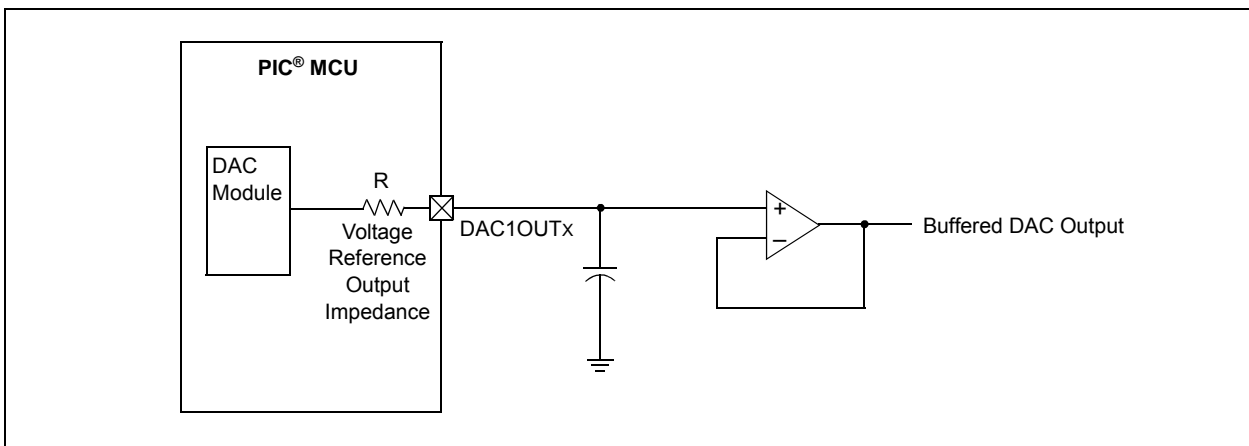 PIC® MCU
DAC
Module
R
Voltage
Reference
Output
Impedance
DAC1OUTX
+
–
Buffered DAC Output